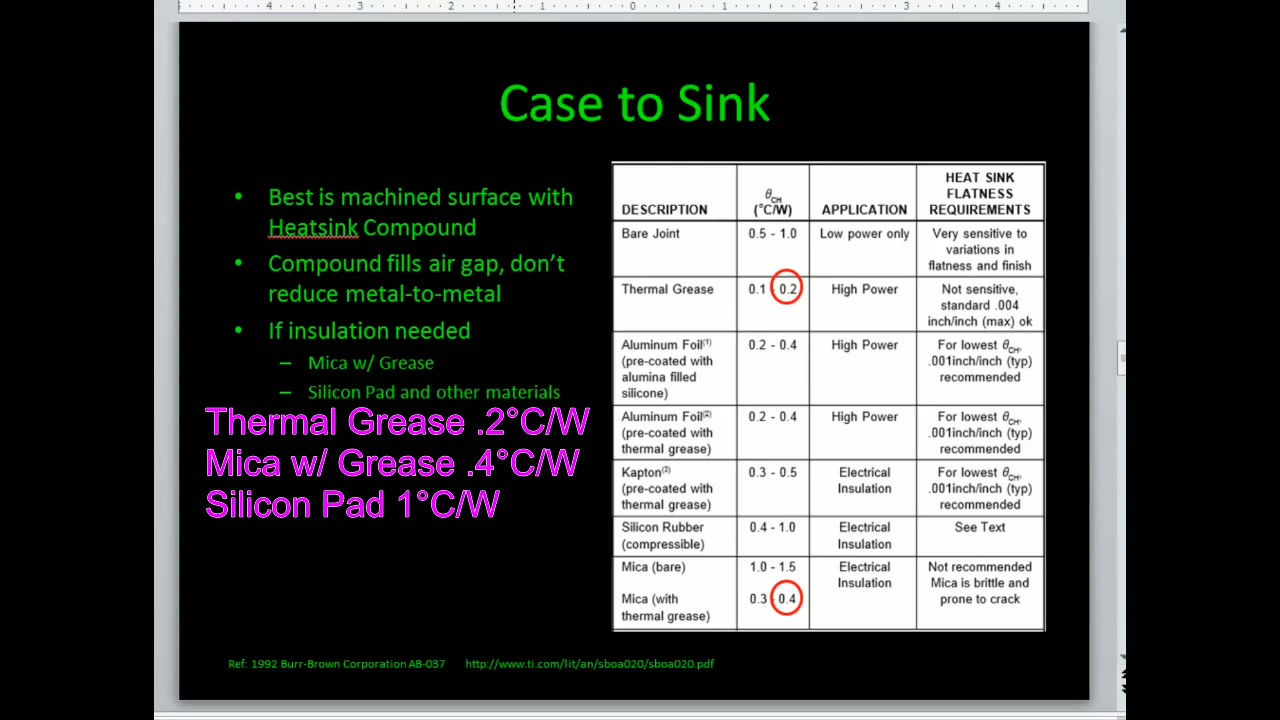 4 3 2 1 0 1 2 3 4
Case to Sink
• Best is machined surface with
Heatsink Compound
• Compound fills air gap, don't
reduce metal-to-metal
• If insulation needed
– Mica w/ Grease
– Silicon Pad and other materials
Thermal Grease .2°C/W
Mica w/ Grease .4°C/W
Silicon Pad 1°C/W
DESCRIPTION θCH (°C/W) APPLICATION HEAT SINK FLATNESS REQUIREMENTS
Bare Joint 0.5 - 1.0 Low power only Very sensitive to
variations in
flatness and finish
Thermal Grease 0.1 - 0.2 High Power Not sensitive,
standard .004
inch/inch (max) ok
Aluminum Foil(1) 0.2 - 0.4 High Power For lowest θCH,
(pre-coated with .001inch/inch (typ)
alumina filled recommended
silicone)
Aluminum Foil(2) 0.2 - 0.4 High Power For lowest θCH,
(pre-coated with .001inch/inch (typ)
thermal grease) recommended
Kapton(3) 0.3 - 0.5 Electrical For lowest θCH,
(pre-coated with Insulation .001inch/inch (typ)
thermal grease) recommended
Silicon Rubber 0.4 - 1.0 Electrical See Text
(compressible) Insulation
Mica (bare) 1.0 - 1.5 Electrical Not recommended
Insulation Mica is brittle and
Mica (with 0.3 - 0.4 prone to crack
thermal grease)
Ref: 1992 Burr-Brown Corporation AB-037 http://www.ti.com/lit/an/sboa020/sboa020.pdf